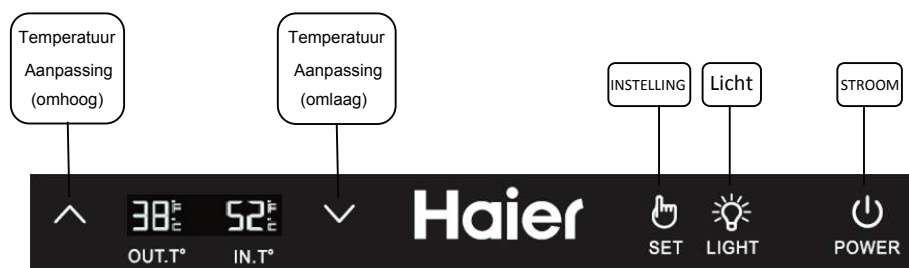 Temperatuur
Aanpassing
(omhoog)
Temperatuur
Aanpassing
(omlaag)
INSTELLING
Licht
STROOM
38°F °C
52°F °C
Haier
OUT.T°
IN.T°
SET
LIGHT
POWER